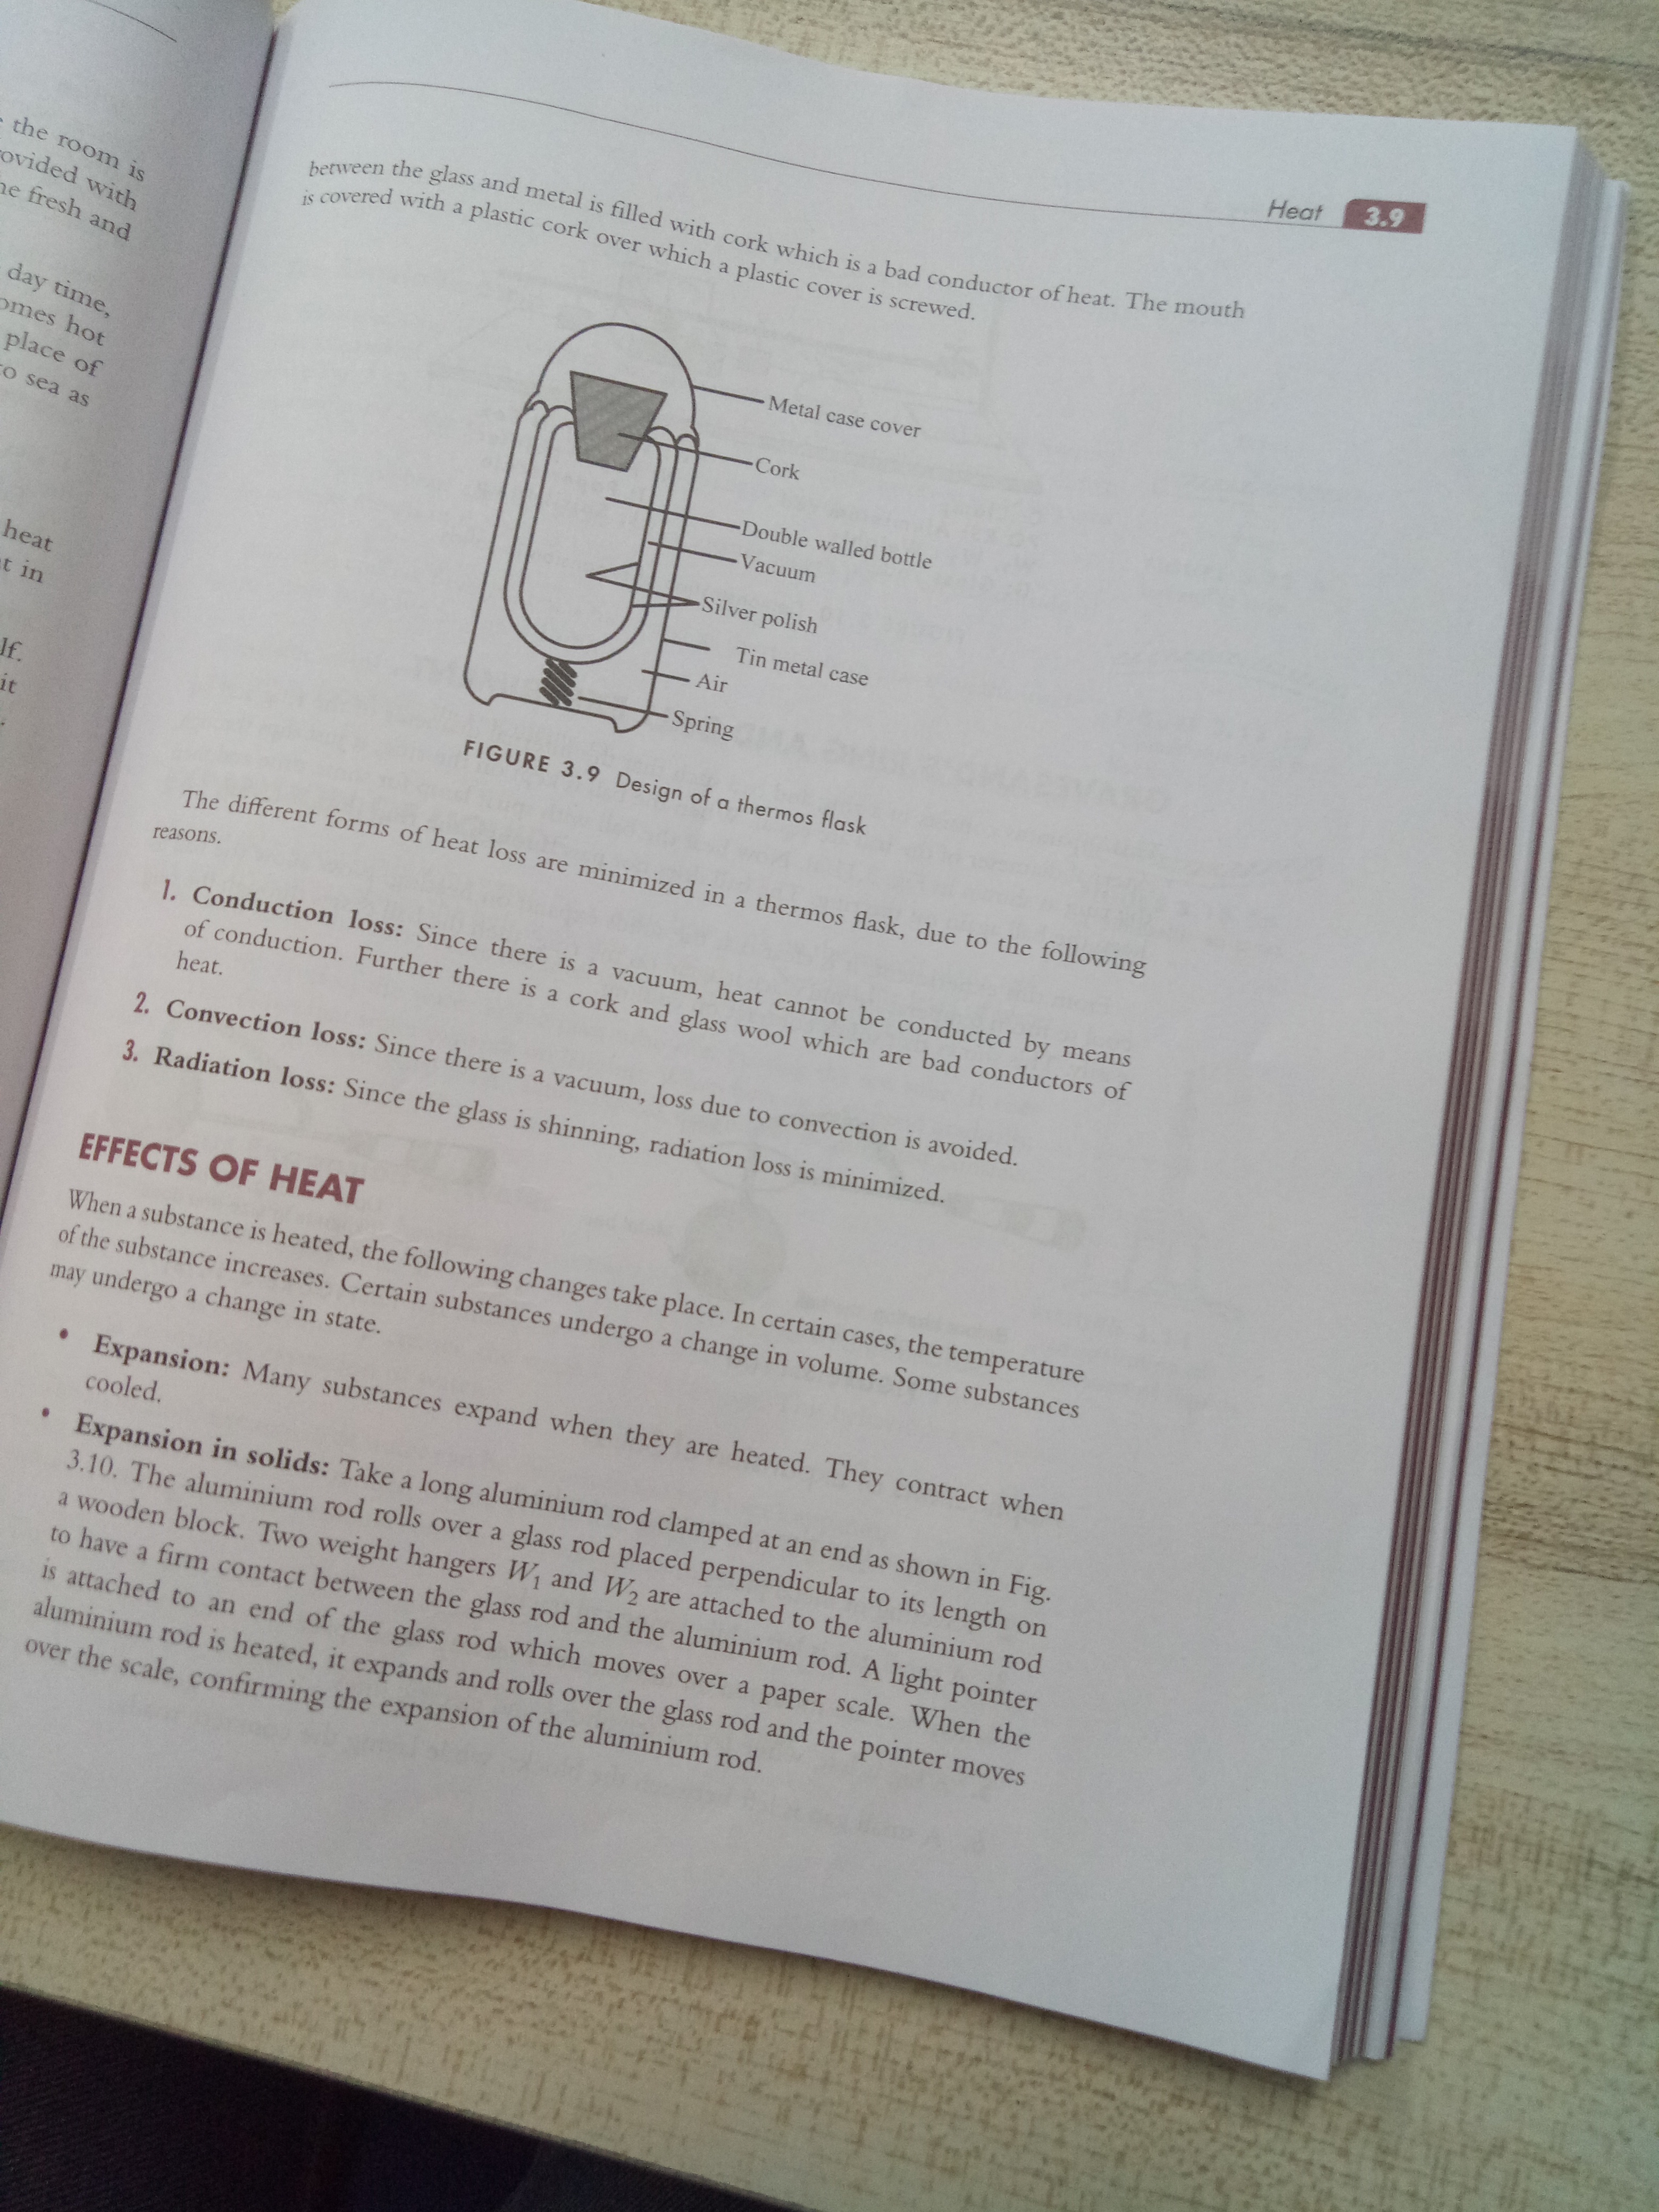 the room is
with
fresh and
day time,
hot
place of
sea as
heat
in
it
Heat 3.9
between the glass and metal is filled with cork which is a bad conductor of heat. The mouth
is covered with a plastic cork over which a plastic cover is screwed.
Metal case cover
Cork
Double walled bottle
Vacuum
Silver polish
Tin metal case
Air
Spring
FIGURE 3.9 Design of a thermos flask
The different forms of heat loss are minimized in a thermos flask, due to the following
reasons.
1. Conduction loss: Since there is a vacuum, heat cannot be conducted by means
of conduction. Further there is a cork and glass wool which are bad conductors of
heat.
2. Convection loss: Since there is a vacuum, loss due to convection is avoided.
3. Radiation loss: Since the glass is shinning, radiation loss is minimized.
EFFECTS OF HEAT
When a substance is heated, the following changes take place. In certain cases, the temperature
of the substance increases. Certain substances undergo a change in volume. Some substances
may undergo a change in state.
• Expansion: Many substances expand when they are heated. They contract when
cooled.
• Expansion in solids: Take a long aluminium rod clamped at an end as shown in Fig.
3.10. The aluminium rod rolls over a glass rod placed perpendicular to its length on
a wooden block. Two weight hangers W₁ and W₂ are attached to the aluminium rod
to have a firm contact between the glass rod and the aluminium rod. A light pointer
is attached to an end of the glass rod which moves over a paper scale. When the
aluminium rod is heated, it expands and rolls over the glass rod and the pointer moves
over the scale, confirming the expansion of the aluminium rod.